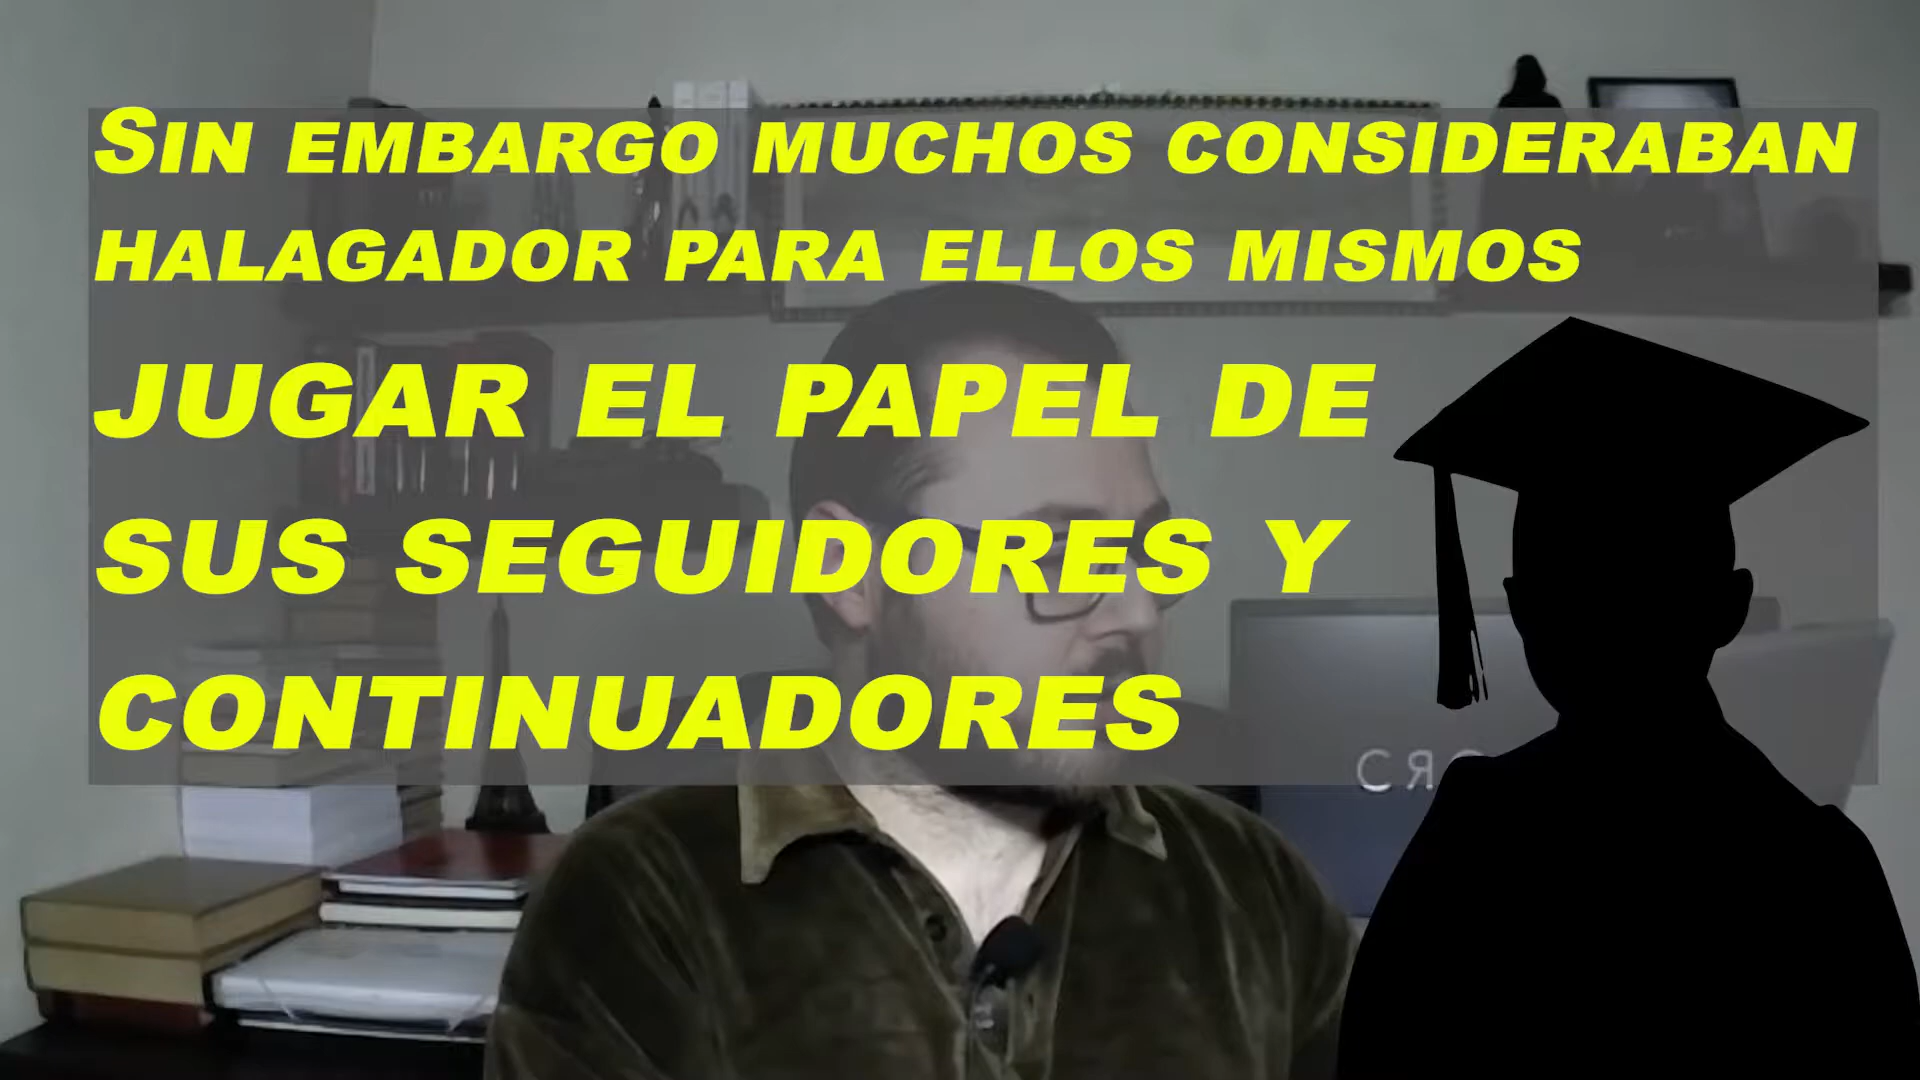 Sin embargo muchos consideraban
halagador para ellos mismos
jugar el papel de
sus seguidores y
continuadores